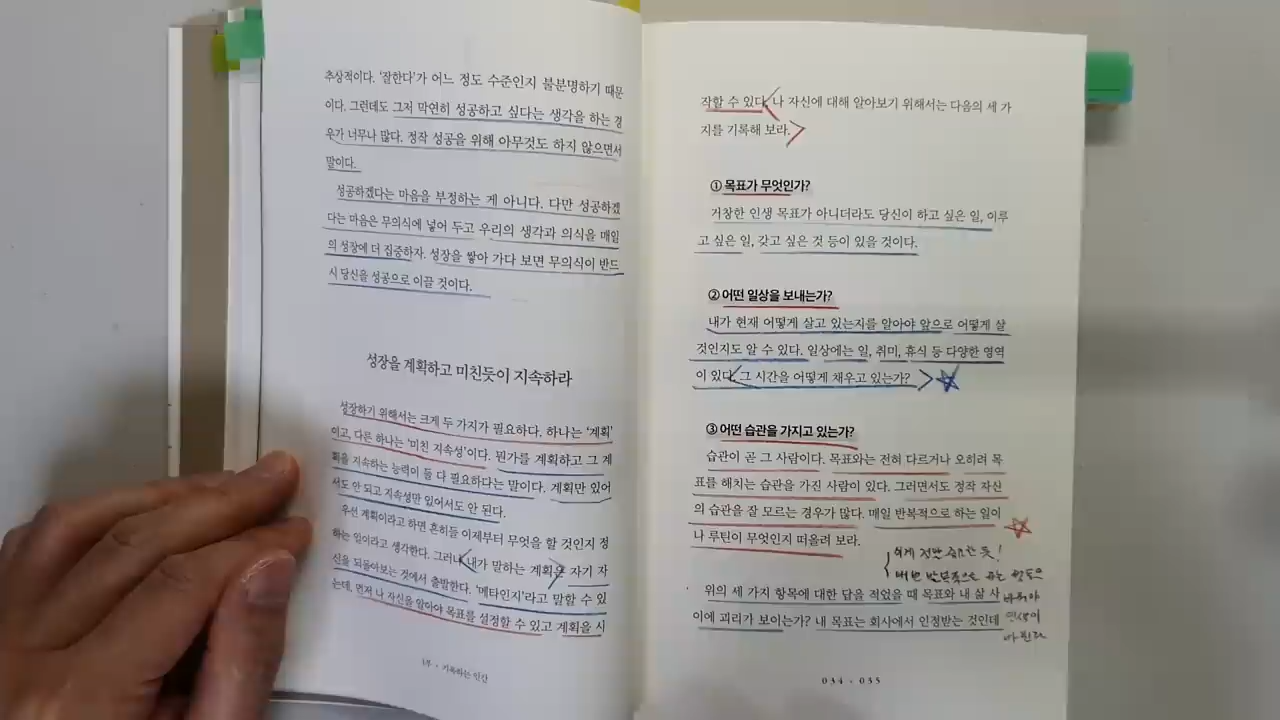 추상적이다. '잘한다'가 어느 정도 수준인지 불분명하기 때문
이다. 그런데도 그저 막연히 성공하고 싶다는 생각을 하는 경
우가 너무나 많다. 정작 성공을 위해 아무것도 하지 않으면서
말이다.
성공하겠다는 마음을 부정하는 게 아니다. 다만 성공하겠
다는 마음은 무의식에 넣어 두고 우리의 생각과 의식을 매일
의 성장에 더 집중하자. 성장을 쌓아 가다 보면 무의식이 반드
시 당신을 성공으로 이끌 것이다.
성장을 계획하고 미친듯이 지속하라
성장하기 위해서는 크게 두 가지가 필요하다. 하나는 '계획'
이고, 다른 하나는 '미친 지속성'이다. 뭔가를 계획하고 그 계
획을 지속하는 능력이 둘 다 필요하다는 말이다. 계획만 있어
서도 안 되고 지속성만 있어서도 안 된다.
우선 계획이라고 하면 흔히들 이제부터 무엇을 할 것인지 정
하는 일이라고 생각한다. 그러나 내가 말하는 계획은 자기 자
신을 되돌아보는 것에서 출발한다. '메타인지'라고 말할 수 있
는데, 먼저 나 자신을 알아야 목표를 설정할 수 있고 계획을 시
1부 · 기록하는 인간
작할 수 있다. 나 자신에 대해 알아보기 위해서는 다음의 세 가
지를 기록해 보라.
① 목표가 무엇인가?
거창한 인생 목표가 아니더라도 당신이 하고 싶은 일, 이루
고 싶은 일, 갖고 싶은 것 등이 있을 것이다.
② 어떤 일상을 보내는가?
내가 현재 어떻게 살고 있는지를 알아야 앞으로 어떻게 살
것인지도 알 수 있다. 일상에는 일, 취미, 휴식 등 다양한 영역
이 있다. 그 시간을 어떻게 채우고 있는가?
③ 어떤 습관을 가지고 있는가?
습관이 곧 그 사람이다. 목표와는 전혀 다르거나 오히려 목
표를 해치는 습관을 가진 사람이 있다. 그러면서도 정작 자신
의 습관을 잘 모르는 경우가 많다. 매일 반복적으로 하는 일이
나 루틴이 무엇인지 떠올려 보라.
위의 세 가지 항목에 대한 답을 적었을 때 목표와 내 삶 사
이에 괴리가 보이는가? 내 목표는 회사에서 인정받는 것인데
바뀌어야
인생이
바뀐다
034 · 035